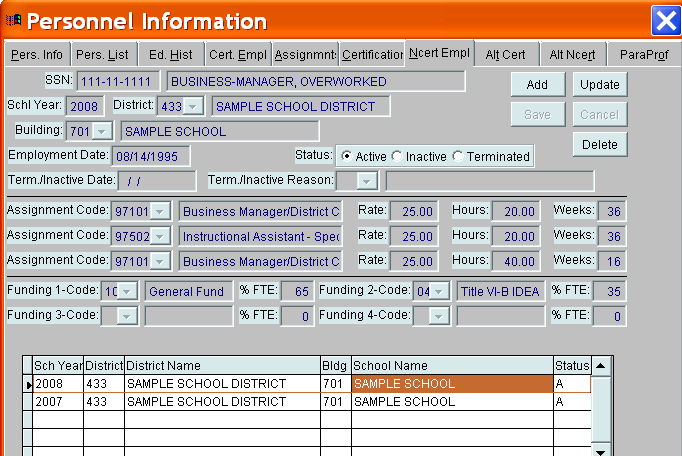 Personnel Information
Pers. Info Pers. List Ed. Hist Cert. Empl Assignmnts Certification Ncert Empl Alt Cert Alt Ncert ParaProf
SSN: 111-11-1111 BUSINESS-MANAGER, OVERWORKED Add Update
Schl Year: 2008 District: 433 SAMPLE SCHOOL DISTRICT Save Cancel
Building: 701 SAMPLE SCHOOL Delete
Employment Date: 08/14/1995 Status: Active Inactive Terminated
Term./Inactive Date: / / Term./Inactive Reason:
Assignment Code: 97101 Business Manager/District C Rate: 25.00 Hours: 20.00 Weeks: 36
Assignment Code: 97502 Instructional Assistant - Spec Rate: 25.00 Hours: 20.00 Weeks: 36
Assignment Code: 97101 Business Manager/District C Rate: 25.00 Hours: 40.00 Weeks: 16
Funding 1-Code: 10 General Fund % FTE: 65 Funding 2-Code: 04 Title VI-B IDEA % FTE: 35
Funding 3-Code: % FTE: 0 Funding 4-Code: % FTE: 0
Sch Year District District Name Bldg School Name Status
2008 433 SAMPLE SCHOOL DISTRICT 701 SAMPLE SCHOOL A
2007 433 SAMPLE SCHOOL DISTRICT 701 SAMPLE SCHOOL A